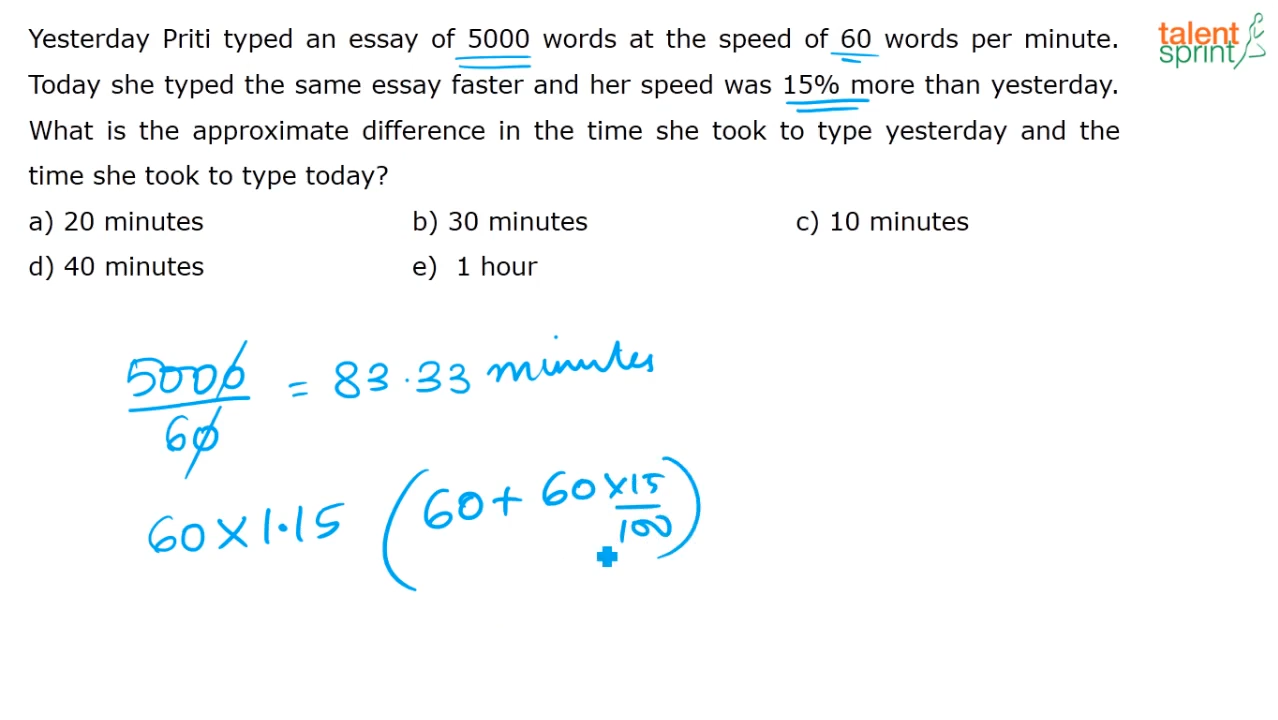 Yesterday Priti typed an essay of 5000 words at the speed of 60 words per minute.
Today she typed the same essay faster and her speed was 15% more than yesterday.
What is the approximate difference in the time she took to type yesterday and the
time she took to type today?
a) 20 minutes b) 30 minutes c) 10 minutes
d) 40 minutes e) 1 hour
talent
sprint
5000/60 = 83.33 minutes
60×1.15 (60+60×15/100)